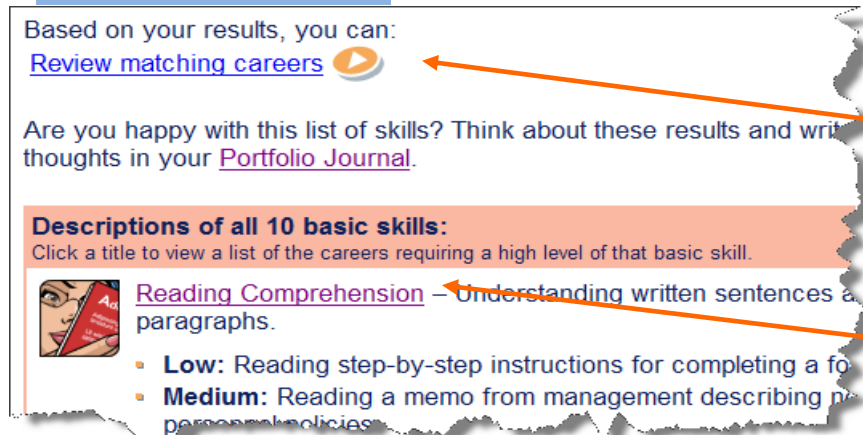 Based on your results, you can:
Review matching careers
Are you happy with this list of skills? Think about these results and
thoughts in your Portfolio Journal.
Descriptions of all 10 basic skills:
Click a title to view a list of the careers requiring a high level of that basic skill.
Reading Comprehension – Understanding written sentences
paragraphs.
Low: Reading step-by-step instructions for completing a
Medium: Reading a memo from management describing
personnel policies